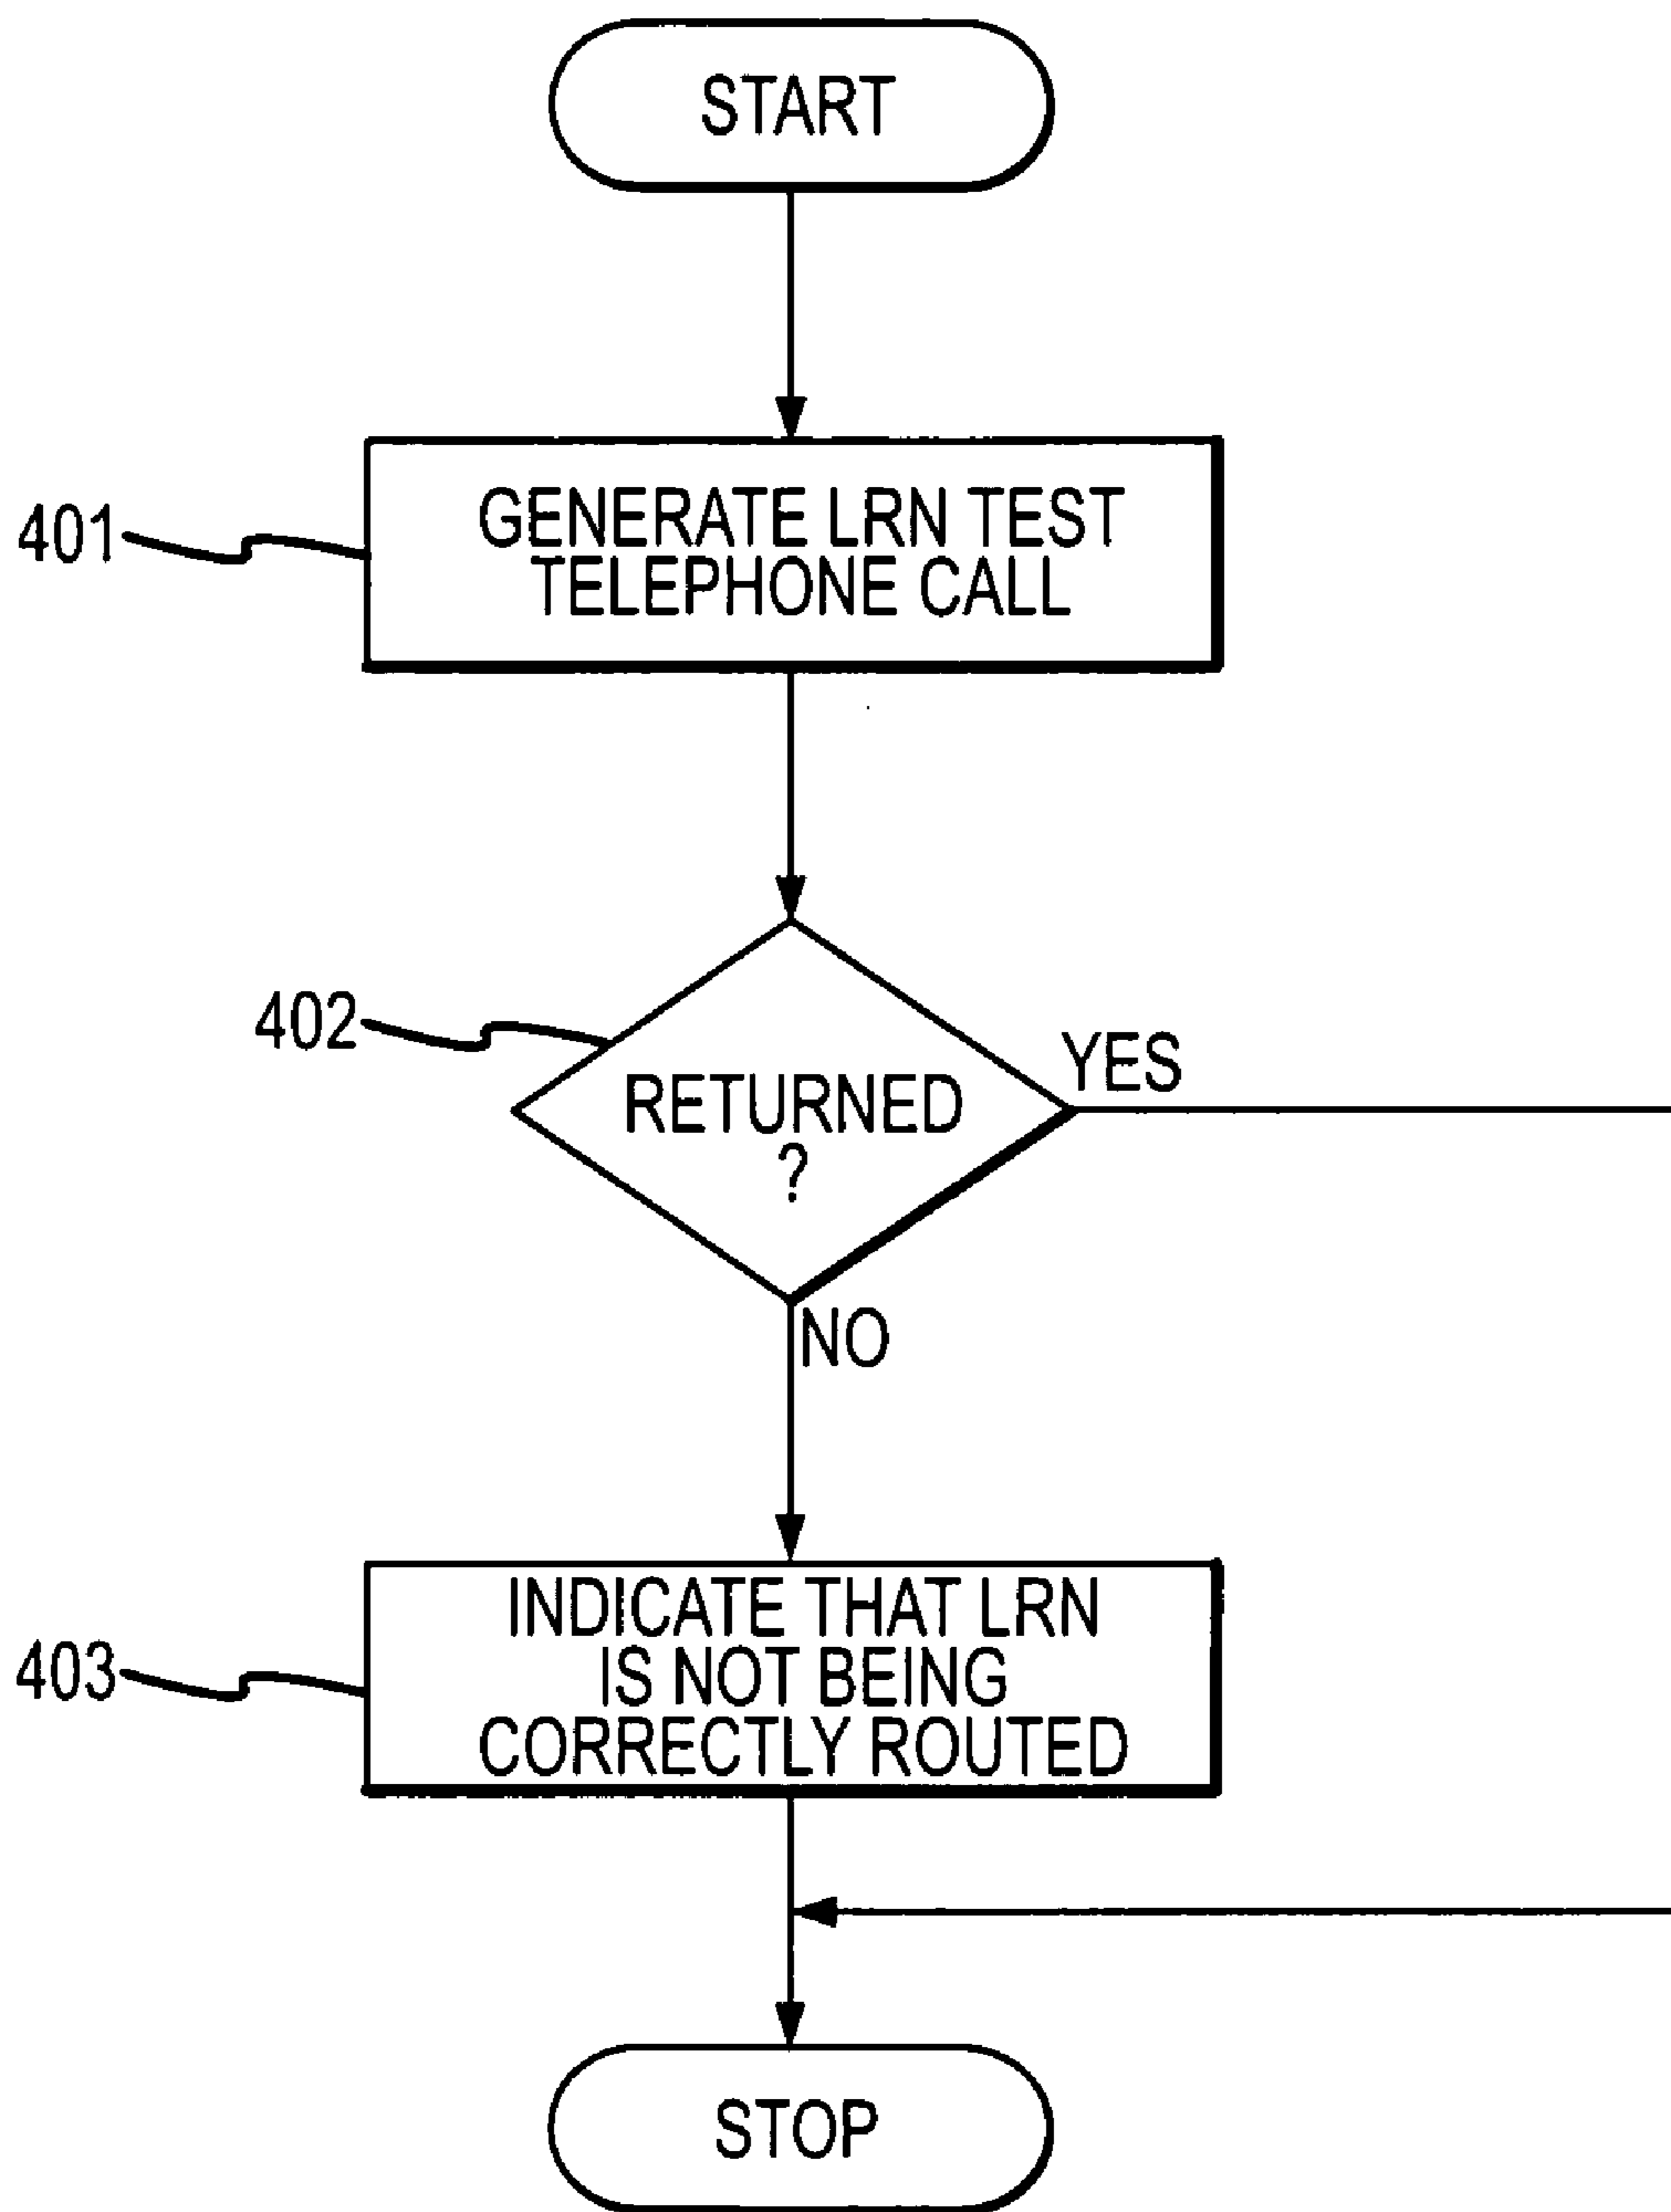 START
401
GENERATE LRN TEST
TELEPHONE CALL
402
RETURNED
?
YES
NO
403
INDICATE THAT LRN
IS NOT BEING
CORRECTLY ROUTED
STOP